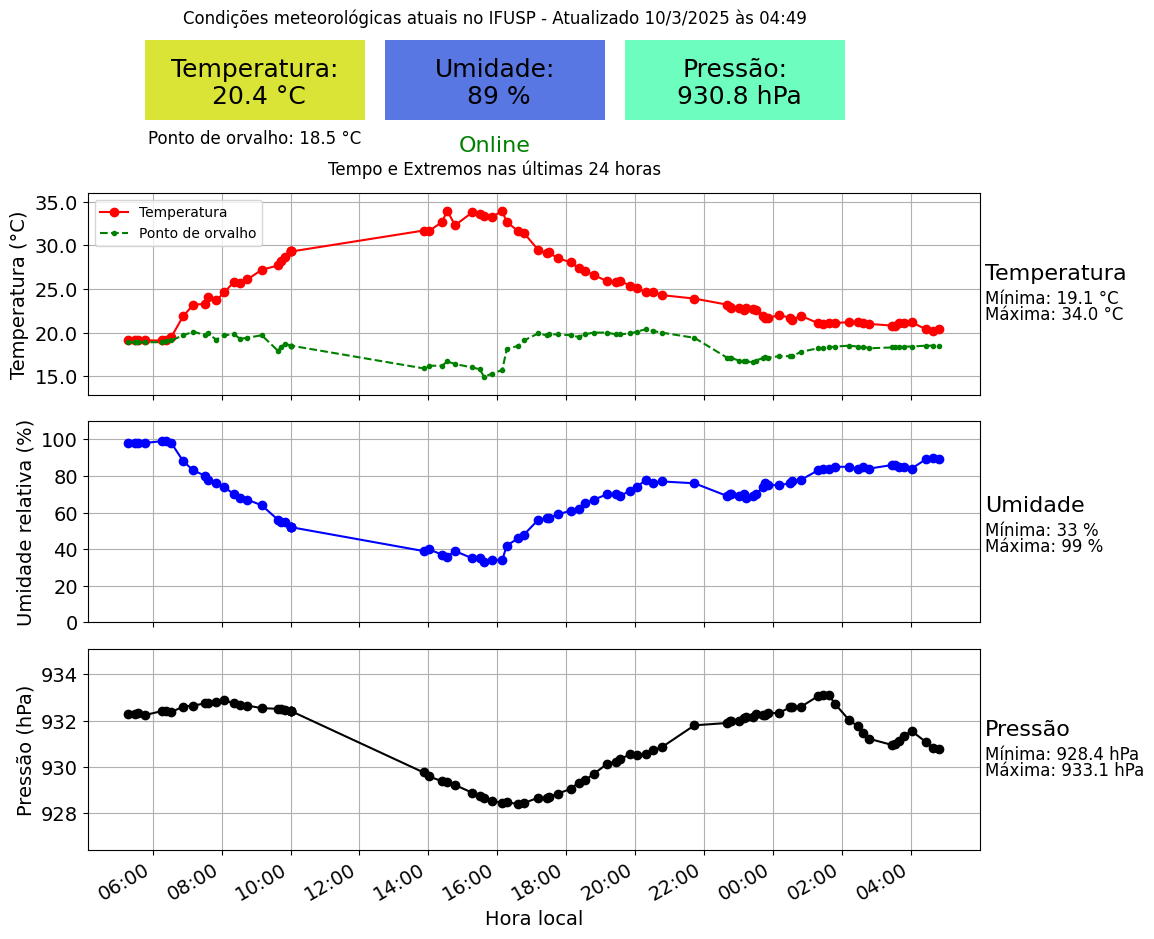 Condições meteorológicas atuais no IFUSP - Atualizado 10/3/2025 às 04:49
Temperatura:
20.4 °C
Umidade:
89 %
Pressão:
930.8 hPa
Ponto de orvalho: 18.5 °C
Online
Tempo e Extremos nas últimas 24 horas
Temperatura (°C)
35.0
30.0
25.0
20.0
15.0
Temperatura
Ponto de orvalho
Temperatura
Mínima: 19.1 °C
Máxima: 34.0 °C
Umidade relativa (%)
100
80
60
40
20
0
Umidade
Mínima: 33 %
Máxima: 99 %
Pressão (hPa)
934
932
930
928
Pressão
Mínima: 928.4 hPa
Máxima: 933.1 hPa
06:00
08:00
10:00
12:00
14:00
16:00
18:00
20:00
22:00
00:00
02:00
04:00
Hora local